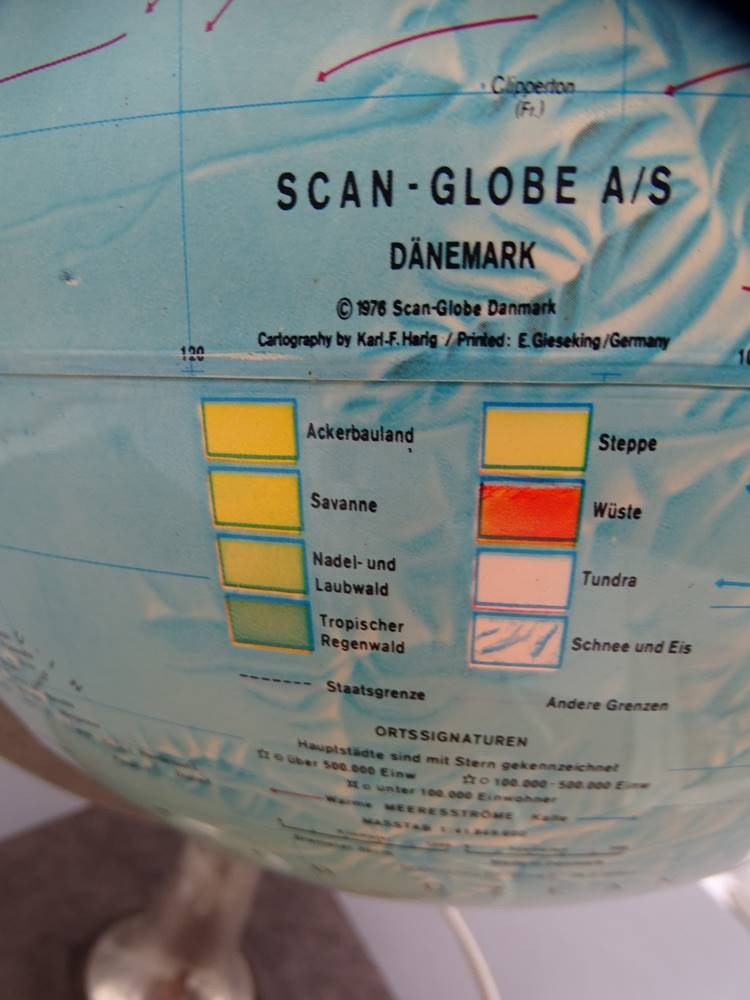 Clipperton
(Fr.)
SCAN-GLOBE A/S
DÄNEMARK
© 1976 Scan-Globe Danmark
Cartography by Karl-F. Harig / Printed: E. Gieseking/Germany
120
Ackerbauland
Steppe
Savanne
Wüste
Nadel- und
Laubwald
Tundra
Tropischer
Regenwald
Schnee und Eis
Staatsgrenze
Andere Grenzen
ORTSSIGNATUREN
Hauptstädte sind mit Stern gekennzeichnet
über 500.000 Einw
100.000-500.000 Einw
unter 100.000 Einwohner
Warme MEERESSTRÖME Kalte
MASSTAB